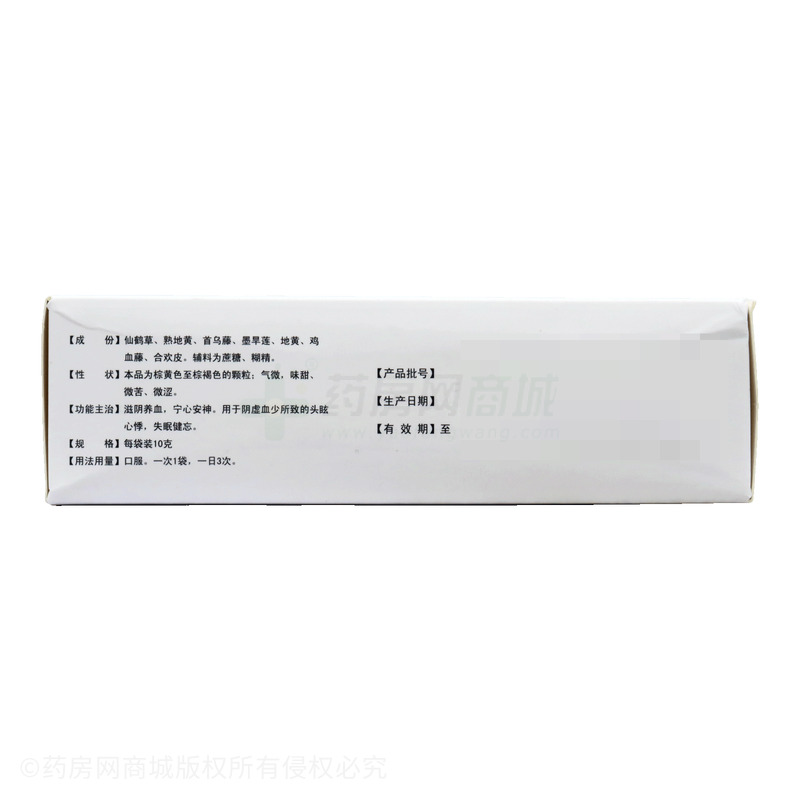 【成 份】仙鹤草、熟地黄、首乌藤、墨旱莲、地黄、鸡
血藤、合欢皮。辅料为蔗糖、糊精。
【性 状】本品为棕黄色至棕褐色的颗粒;气微,味甜、
微苦、微涩。
【功能主治】滋阴养血,宁心安神。用于阴虚血少所致的头眩
心悸,失眠健忘。
【规 格】每袋装10克
【用法用量】口服。一次1袋,一日3次。
【产品批号】
【生产日期】
【有 效 期】至
药房网商城
©药房网商城版权所有侵权必究